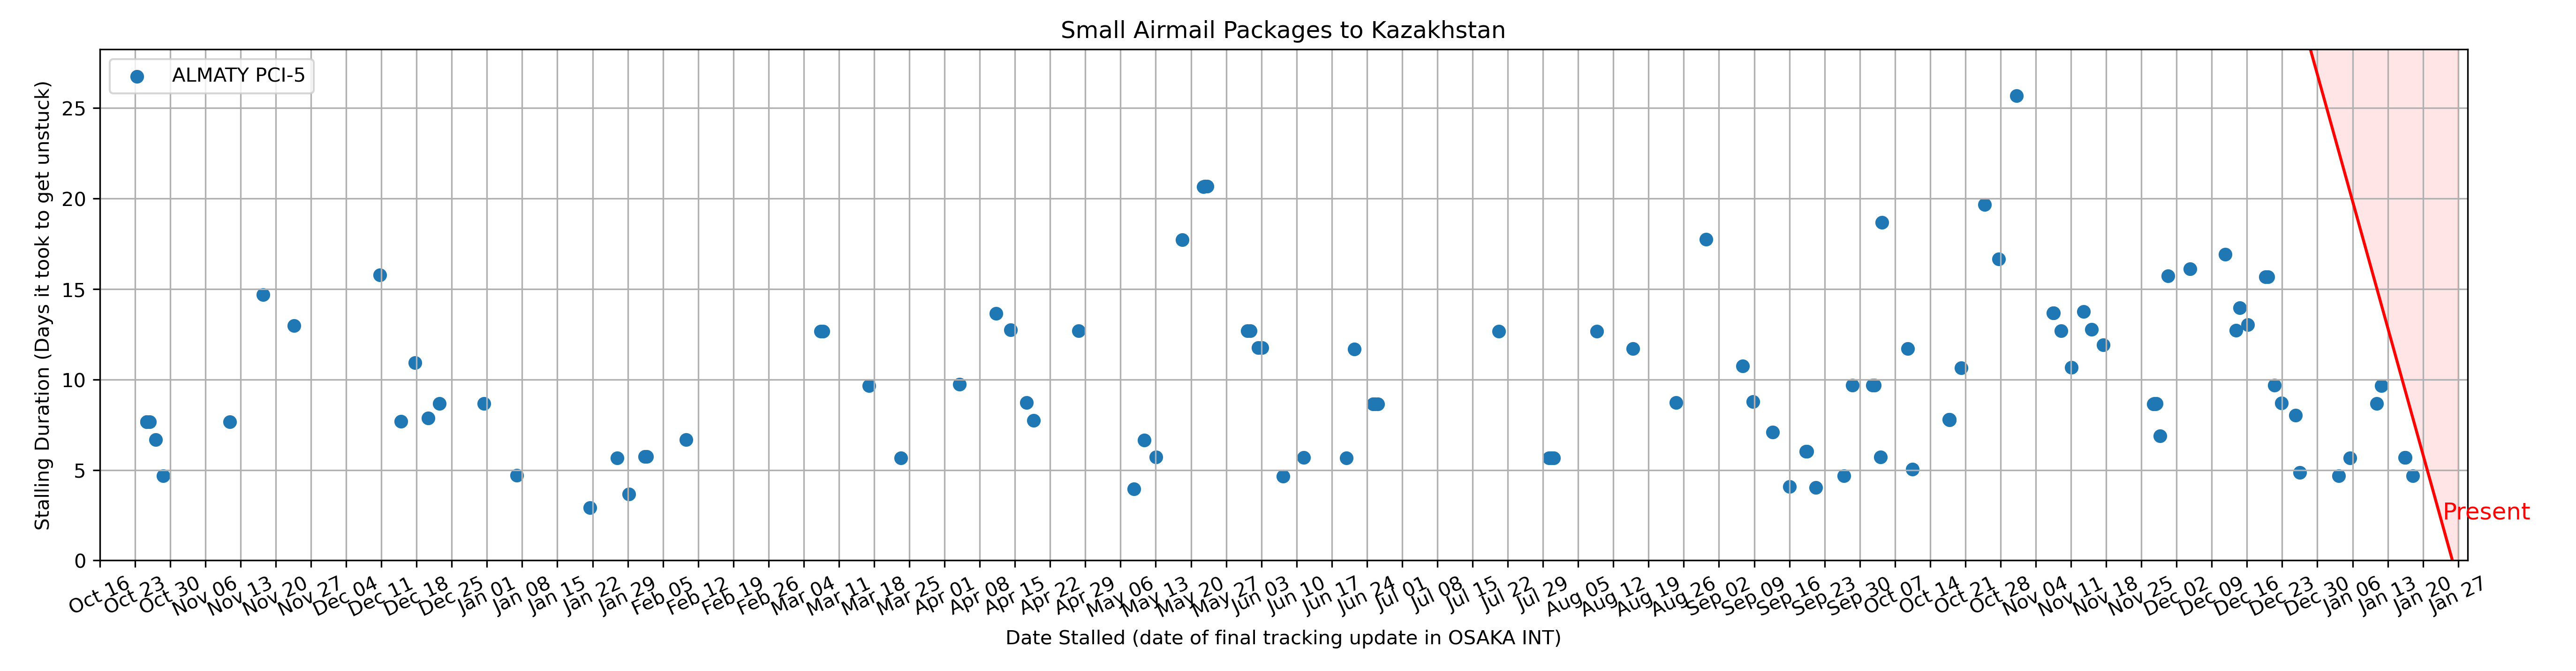 Small Airmail Packages to Kazakhstan
ALMATY PCI-5
Stalling Duration (Days it took to get unstuck)
25
20
15
10
5
0
Present
Oct 16
Oct 23
Oct 30
Nov 06
Nov 13
Nov 20
Nov 27
Dec 04
Dec 11
Dec 18
Dec 25
Jan 01
Jan 08
Jan 15
Jan 22
Jan 29
Feb 05
Feb 12
Feb 19
Feb 26
Mar 04
Mar 11
Mar 18
Mar 25
Apr 01
Apr 08
Apr 15
Apr 22
Apr 29
May 06
May 13
May 20
May 27
Jun 03
Jun 10
Jun 17
Jun 24
Jul 01
Jul 08
Jul 15
Jul 22
Jul 29
Aug 05
Aug 12
Aug 19
Aug 26
Sep 02
Sep 09
Sep 16
Sep 23
Sep 30
Oct 07
Oct 14
Oct 21
Oct 28
Nov 04
Nov 11
Nov 18
Nov 25
Dec 02
Dec 09
Dec 16
Dec 23
Dec 30
Jan 06
Jan 13
Jan 20
Jan 27
Date Stalled (date of final tracking update in OSAKA INT)